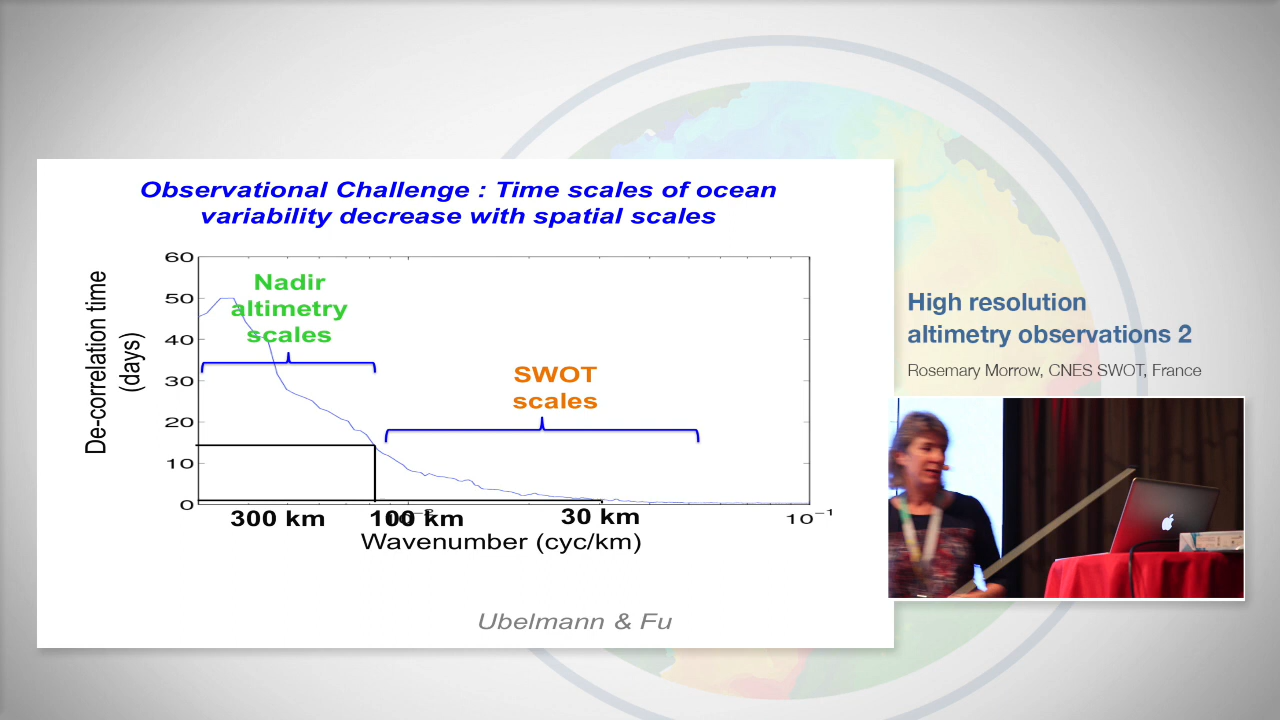 Observational Challenge : Time scales of ocean
variability decrease with spatial scales
De-correlation time
(days)
60
50
40
30
20
10
0
Nadir
altimetry
scales
SWOT
scales
300 km
100 km
30 km
10⁻¹
Wavenumber (cyc/km)
Ubelmann & Fu
High resolution
altimetry observations 2
Rosemary Morrow, CNES SWOT, France